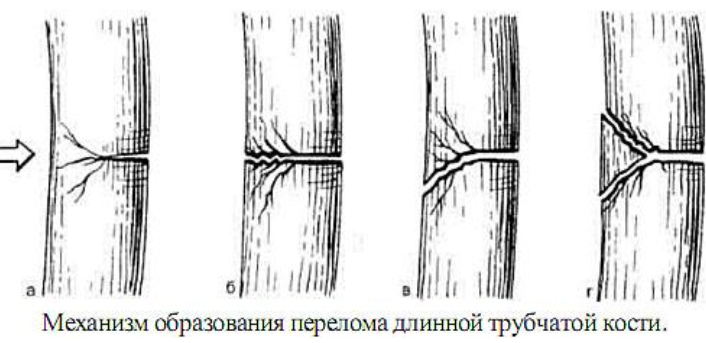 а б в г
Механизм образования перелома длинной трубчатой кости.